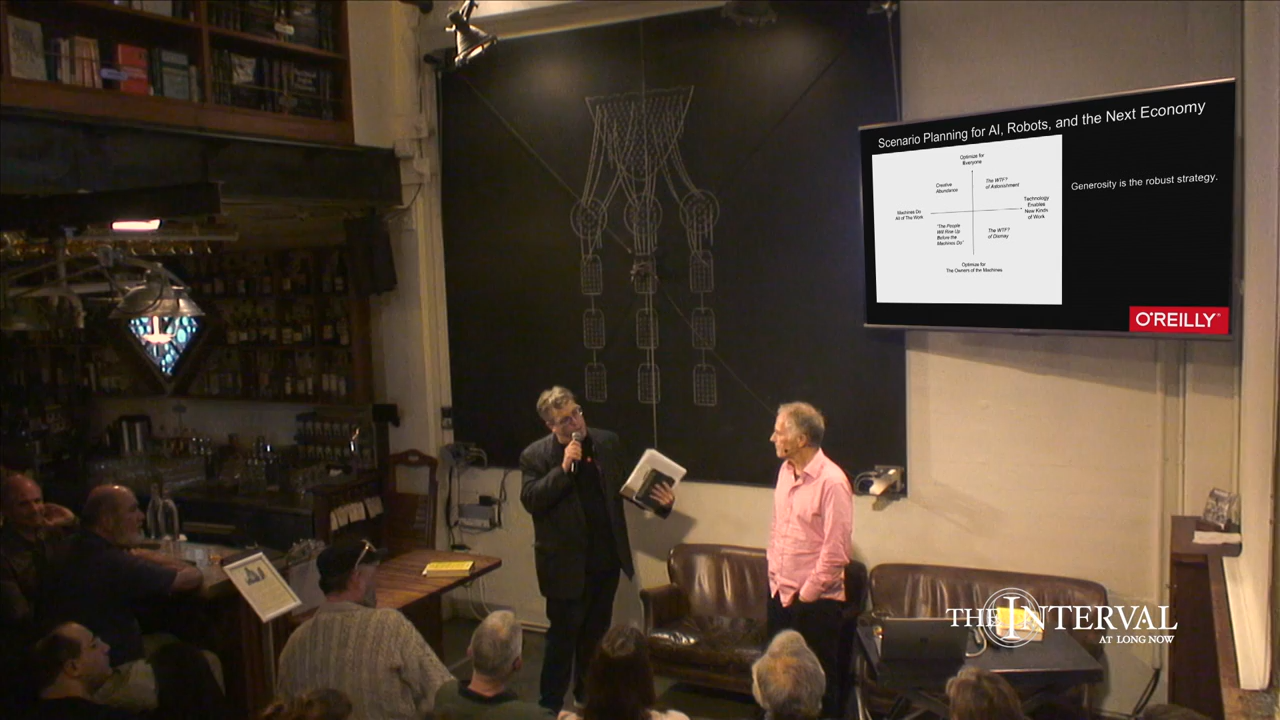 Scenario Planning for AI, Robots, and the Next Economy
Optimize for
Everyone
Creative
Abundance
The WTF?
of Astonishment
Machines Do
All of The Work
Technology
Enables
New Kinds
of Work
"The People
Will Rise Up
Before the
Machines Do"
The WTF?
of Dismay
Optimize for
The Owners of the Machines
Generosity is the robust strategy.
O'REILLY
THE INTERVAL
AT LONG NOW